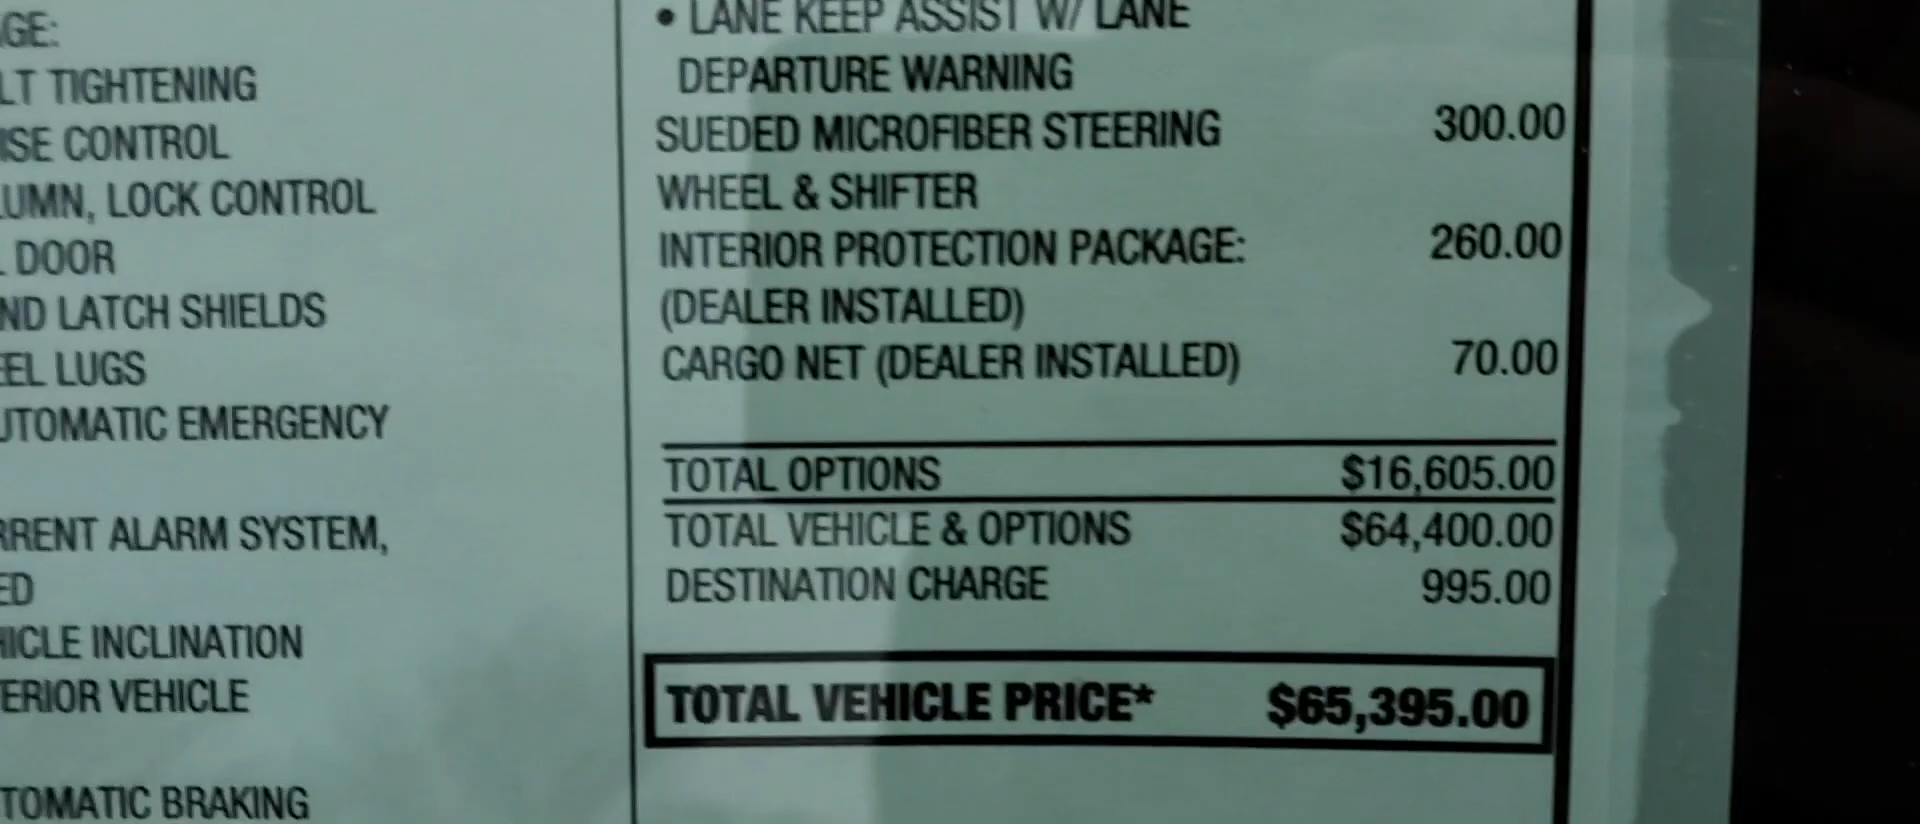 GE:
LT TIGHTENING
ISE CONTROL
UMN, LOCK CONTROL
DOOR
ND LATCH SHIELDS
EEL LUGS
UTOMATIC EMERGENCY
RRENT ALARM SYSTEM,
ED
HICLE INCLINATION
ERIOR VEHICLE
TOMATIC BRAKING
• LANE KEEP ASSIST W/ LANE
DEPARTURE WARNING
SUEDED MICROFIBER STEERING 300.00
WHEEL & SHIFTER
INTERIOR PROTECTION PACKAGE: 260.00
(DEALER INSTALLED)
CARGO NET (DEALER INSTALLED) 70.00
TOTAL OPTIONS $16,605.00
TOTAL VEHICLE & OPTIONS $64,400.00
DESTINATION CHARGE 995.00
TOTAL VEHICLE PRICE* $65,395.00